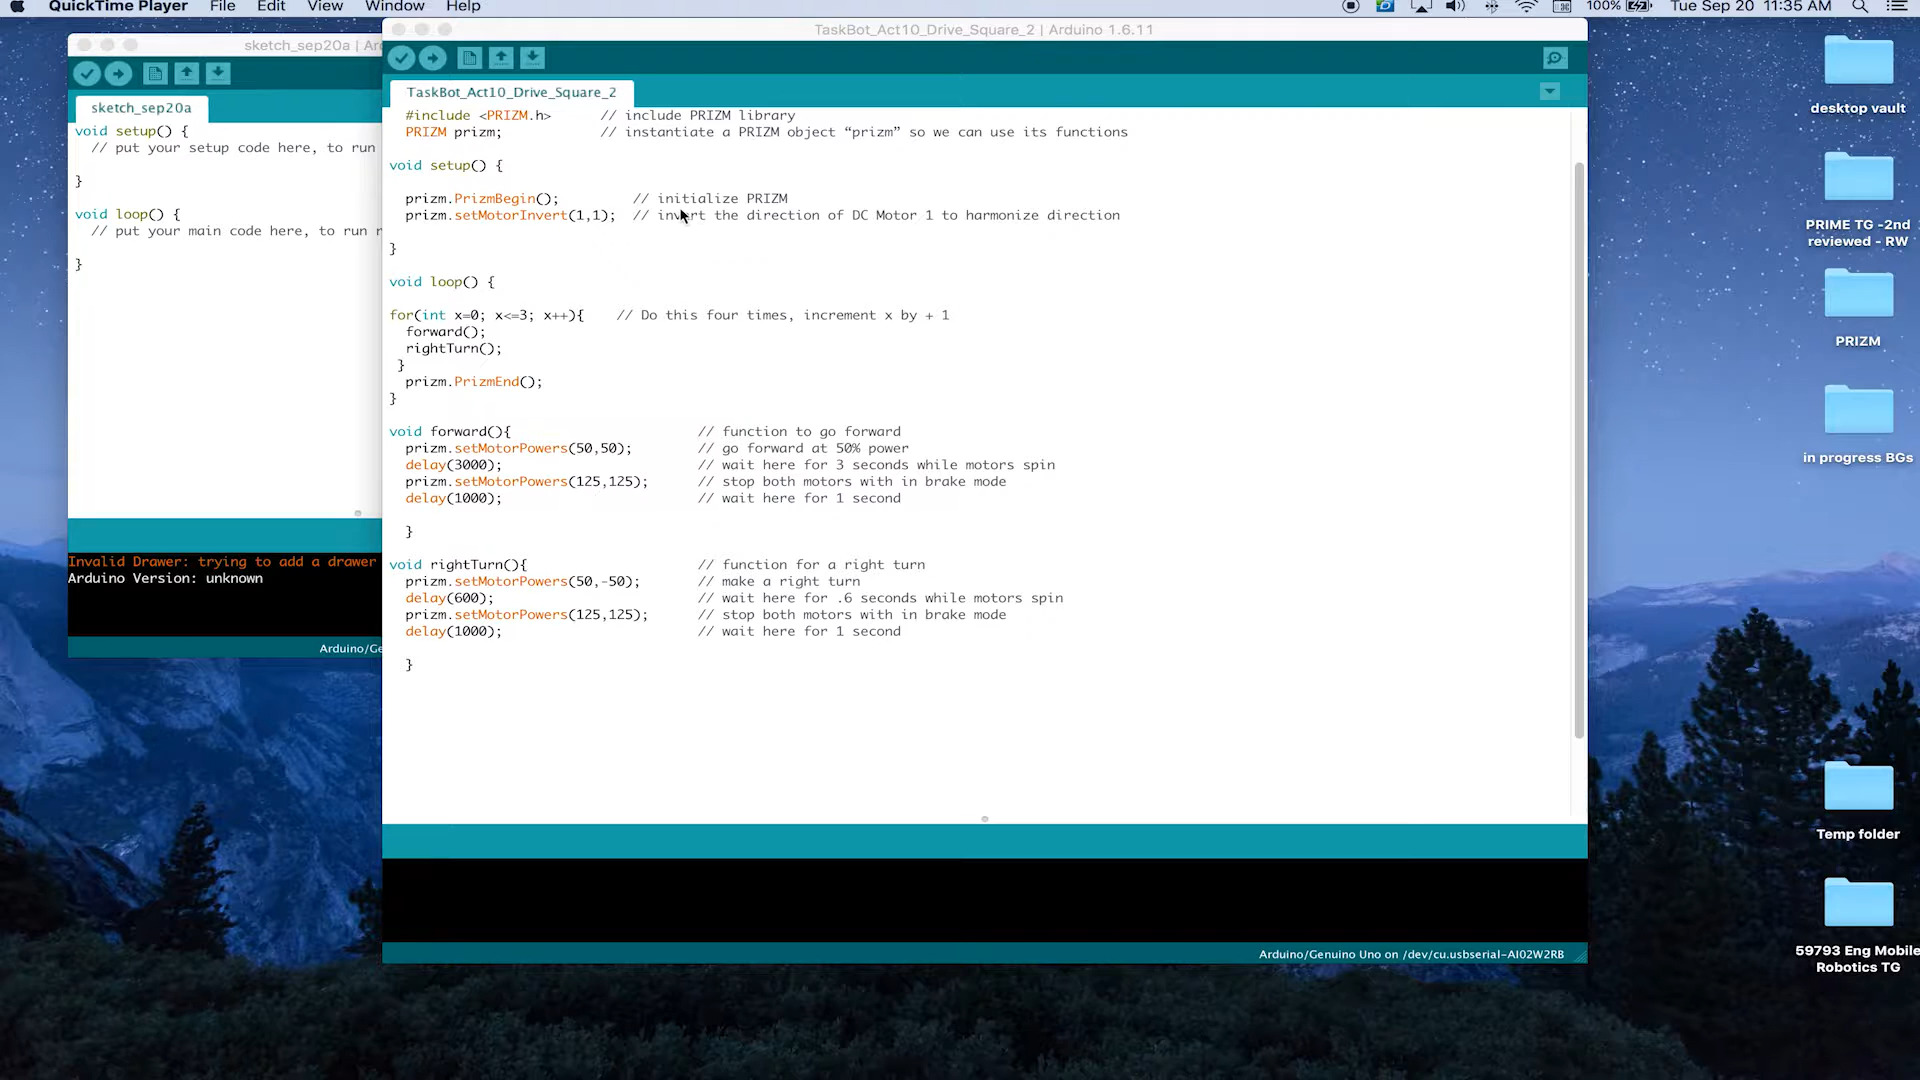 QuickTime Player File Edit View Window Help 100% Tue Sep 20 11:35 AM
sketch_sep20a | Ar
sketch_sep20a
void setup() {
// put your setup code here, to run
}
void loop() {
// put your main code here, to run
}
Invalid Drawer: trying to add a drawer
Arduino Version: unknown
Arduino/Ge
TaskBot_Act10_Drive_Square_2 | Arduino 1.6.11
TaskBot_Act10_Drive_Square_2
#include <PRIZM.h> // include PRIZM library
PRIZM prizm; // instantiate a PRIZM object “prizm” so we can use its functions
void setup() {
prizm.PrizmBegin(); // initialize PRIZM
prizm.setMotorInvert(1,1); // invert the direction of DC Motor 1 to harmonize direction
}
void loop() {
for(int x=0; x<=3; x++){ // Do this four times, increment x by + 1
forward();
rightTurn();
}
prizm.PrizmEnd();
}
void forward(){ // function to go forward
prizm.setMotorPowers(50,50); // go forward at 50% power
delay(3000); // wait here for 3 seconds while motors spin
prizm.setMotorPowers(125,125); // stop both motors with in brake mode
delay(1000); // wait here for 1 second
}
void rightTurn(){ // function for a right turn
prizm.setMotorPowers(50,-50); // make a right turn
delay(600); // wait here for .6 seconds while motors spin
prizm.setMotorPowers(125,125); // stop both motors with in brake mode
delay(1000); // wait here for 1 second
}
Arduino/Genuino Uno on /dev/cu.usbserial-AI02W2RB
desktop vault
PRIME TG -2nd
reviewed - RW
PRIZM
in progress BGs
Temp folder
59793 Eng Mobile
Robotics TG